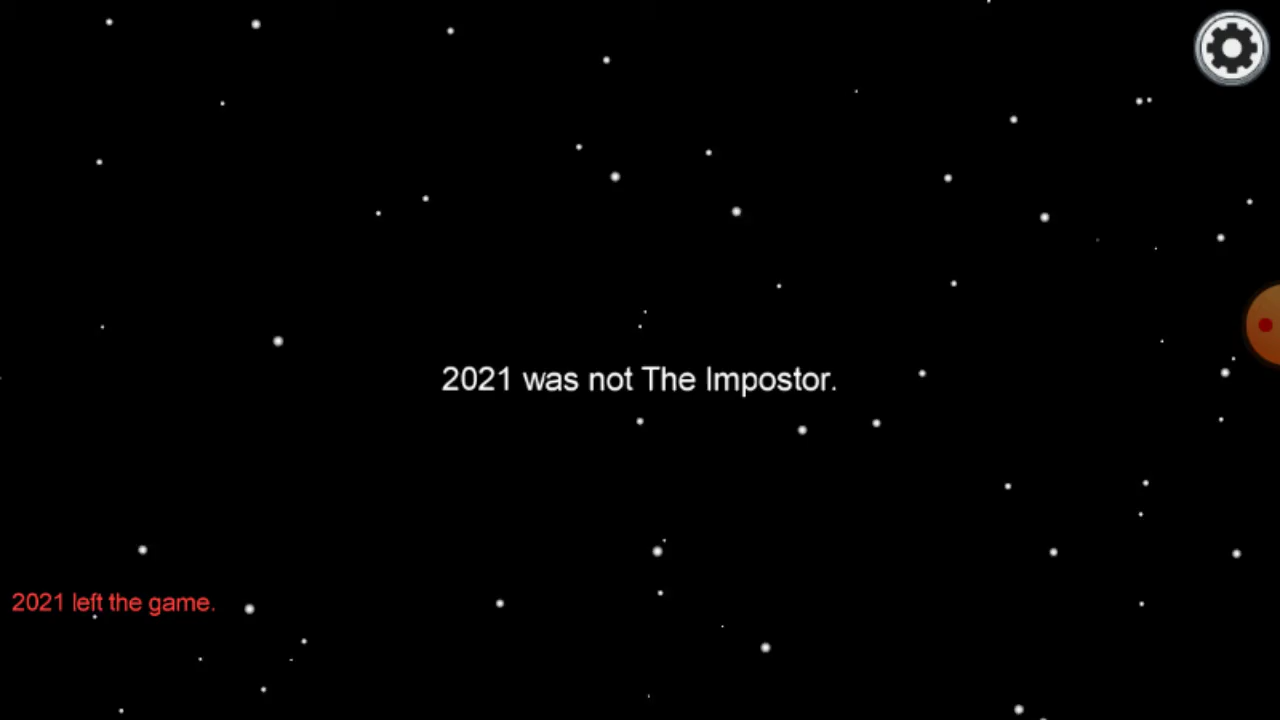 2021 was not The Impostor.
2021 left the game.